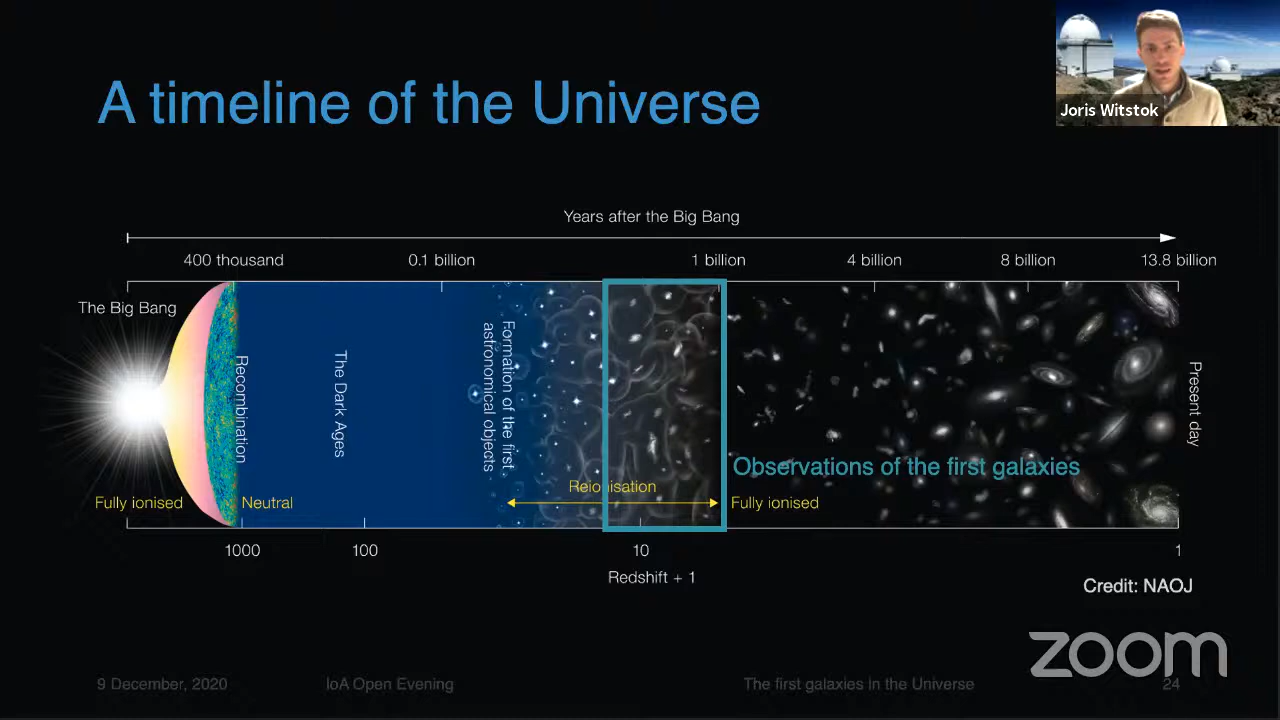 A timeline of the Universe
Joris Witstok
Years after the Big Bang
400 thousand
0.1 billion
1 billion
4 billion
8 billion
13.8 billion
The Big Bang
Recombination
The Dark Ages
Formation of the first
astronomical objects
Present day
Observations of the first galaxies
Reionisation
Fully ionised
Neutral
Fully ionised
1000
100
10
1
Redshift + 1
Credit: NAOJ
zoom
9 December, 2020
IoA Open Evening
The first galaxies in the Universe
24